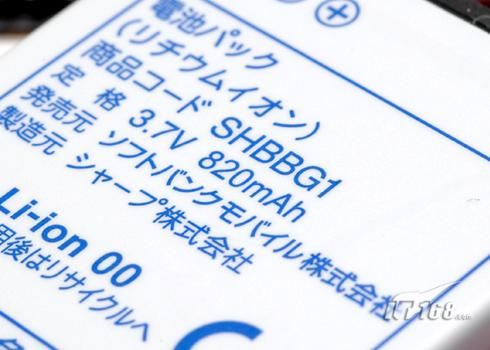 電池パック
(リチウムイオン)
商品コード SHBBG1
定 格 3.7V 820mAh
発売元 ソフトバンクモバイル株式会社
製造元 シャープ株式会社
Li-ion 00
用後はリサイクルへ
IT168.com